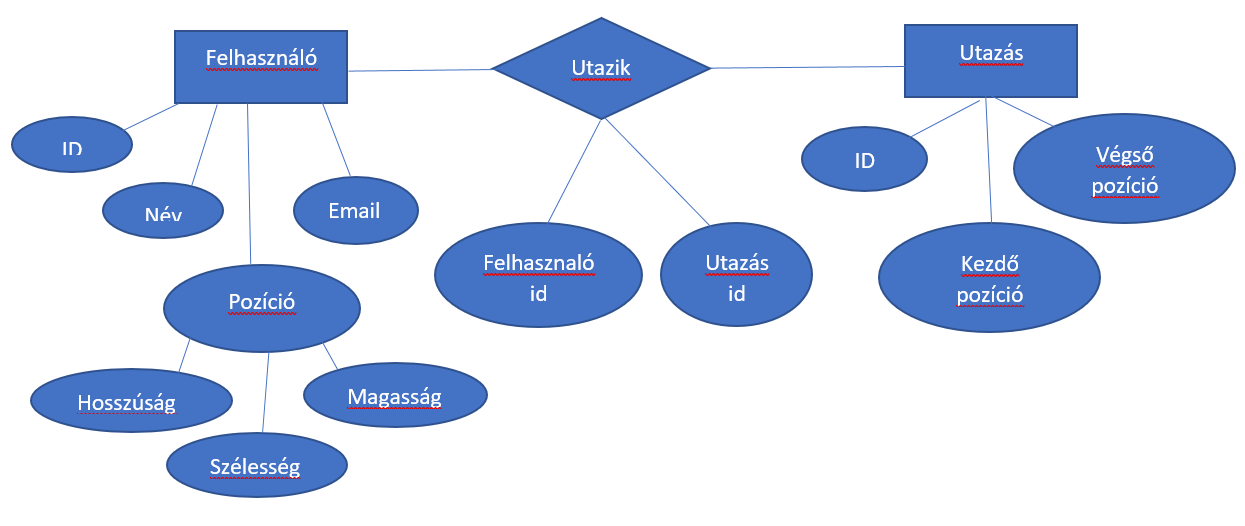 Felhasználó
Utazik
Utazás
ID
Név
Email
Pozíció
Hosszúság
Szélesség
Magasság
Felhasznaló
id
Utazás
id
ID
Kezdő
pozíció
Végső
pozíció